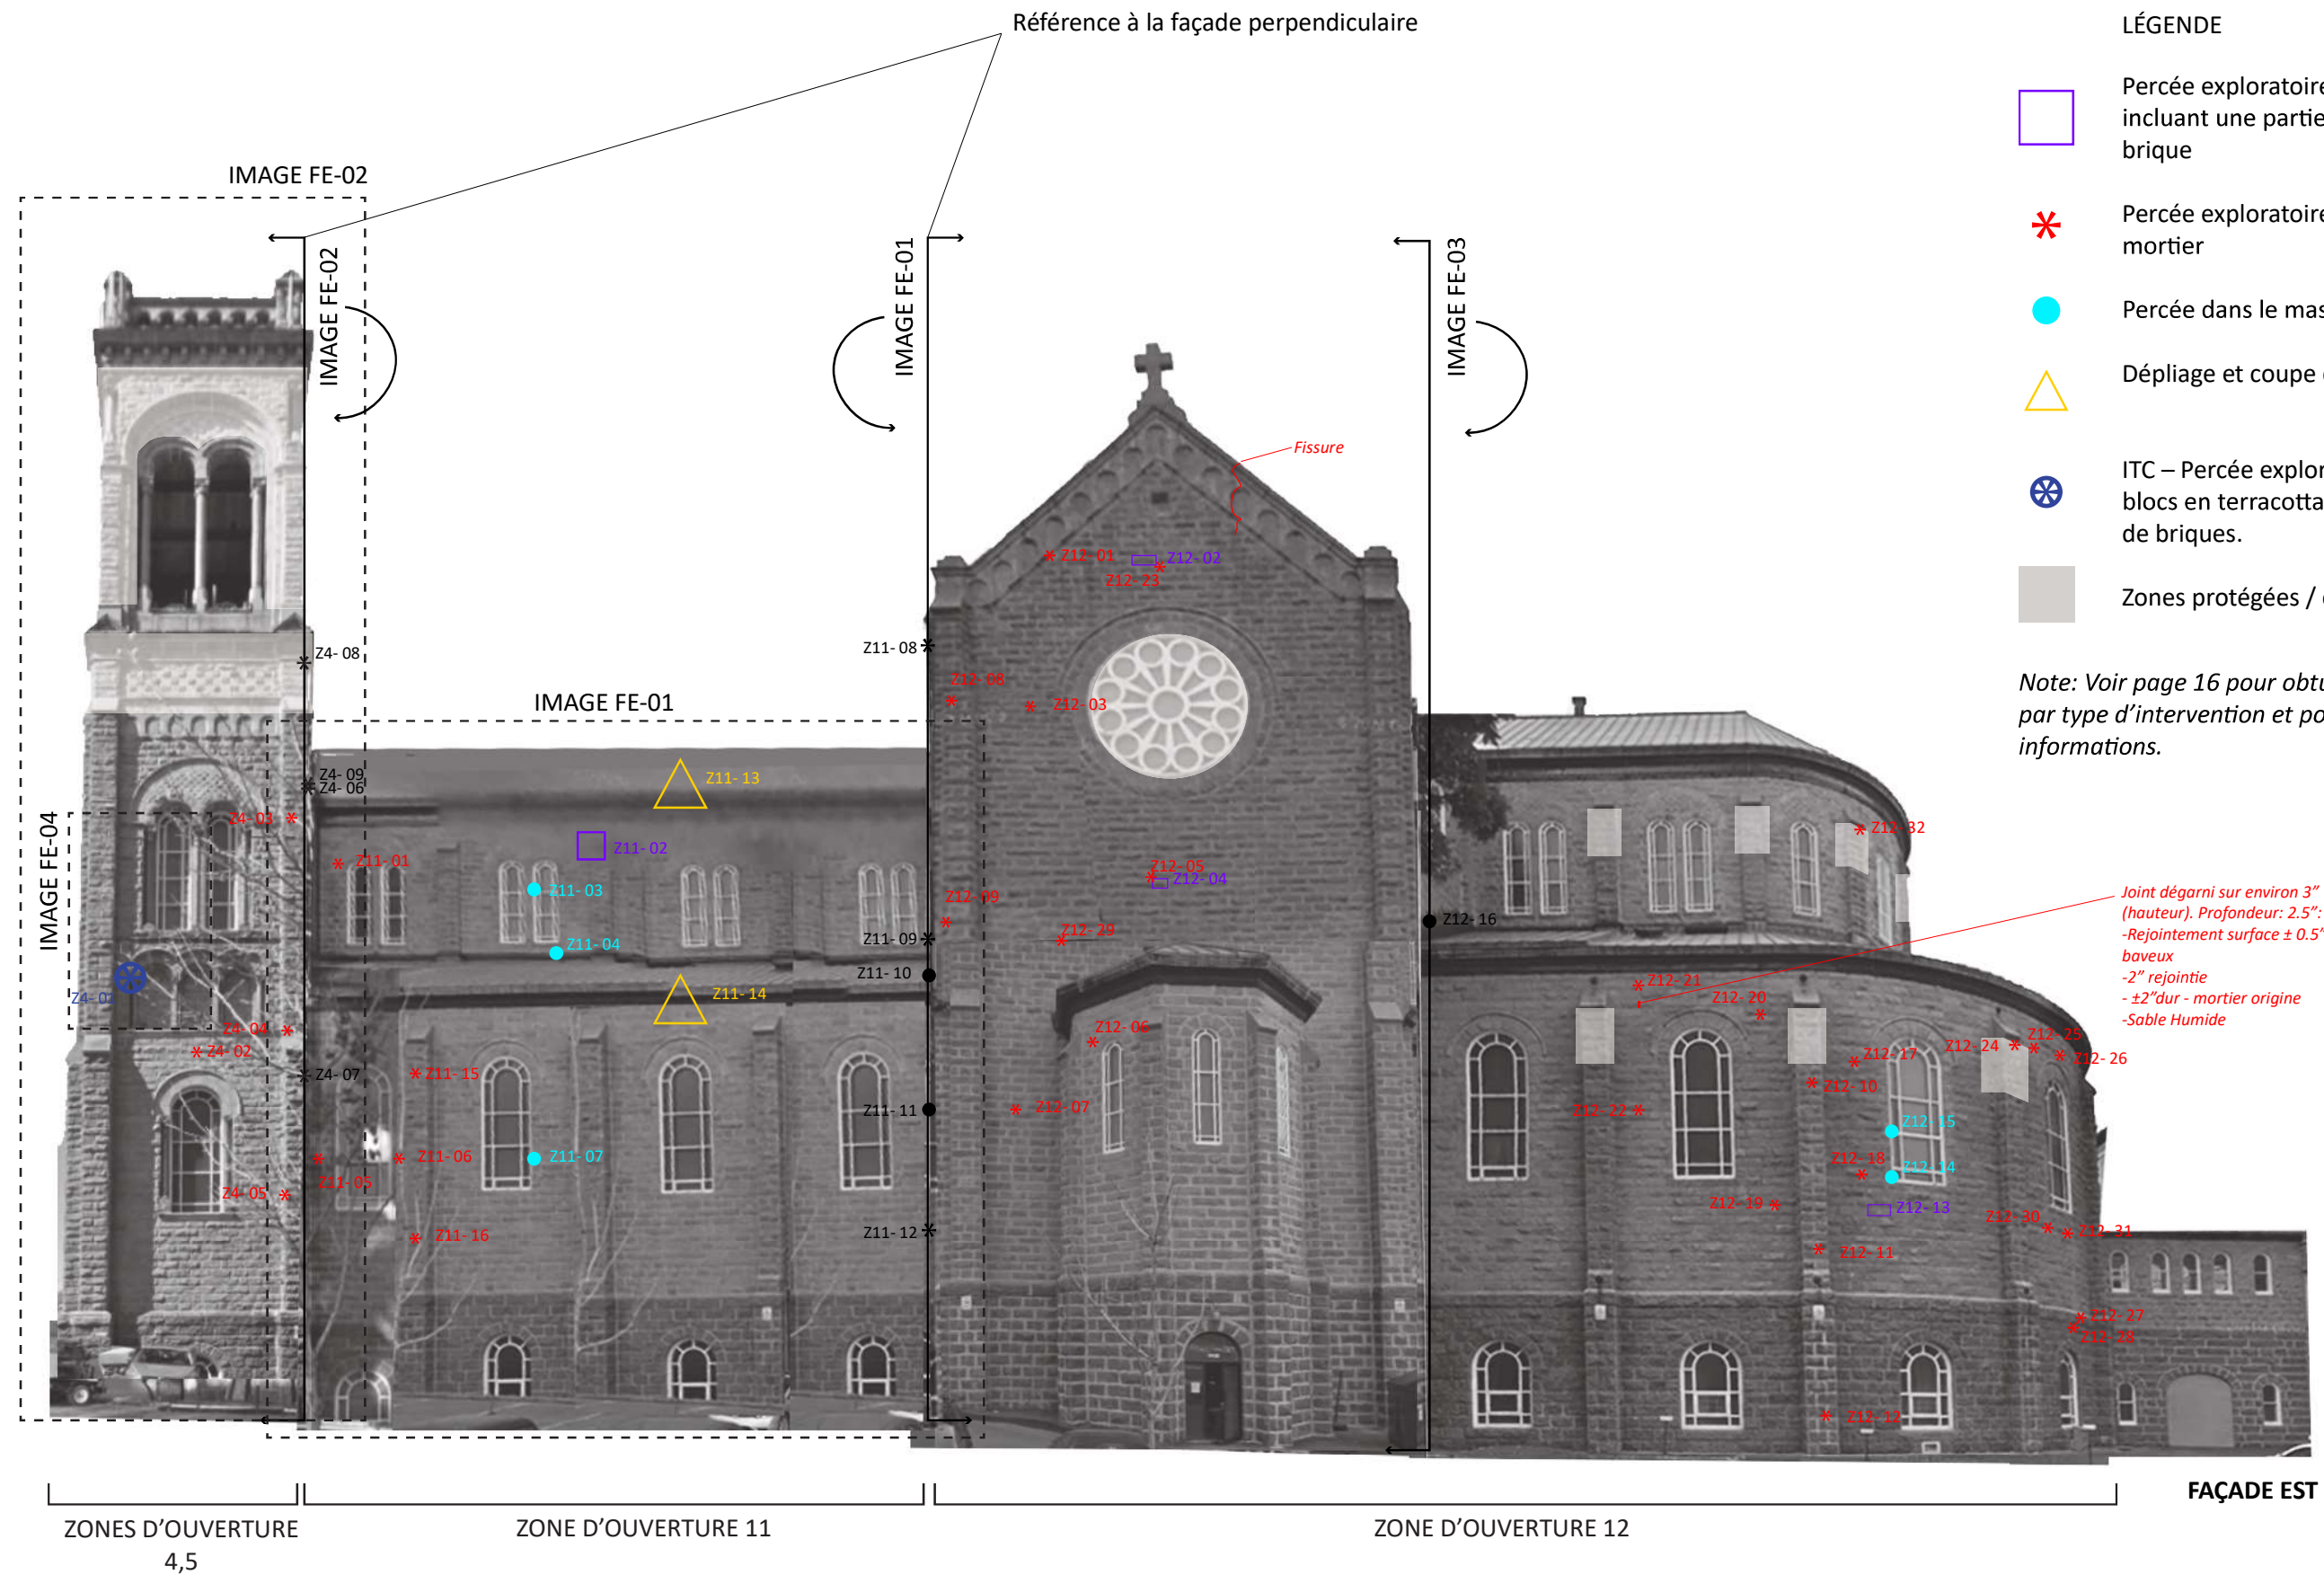 Référence à la façade perpendiculaire
LÉGENDE
Percée exploratoire
incluant une partie
brique
Percée exploratoire
mortier
Percée dans le mas
Dépliage et coupe
ITC – Percée explor
blocs en terracotta
de briques.
Zones protégées /
Note: Voir page 16 pour obtu
par type d’intervention et po
informations.
IMAGE FE-02
IMAGE FE-02
IMAGE FE-01
IMAGE FE-03
Fissure
Z12- 01
Z12- 02
Z12- 23
Z11- 08
Z4- 08
Z12- 08
Z12- 03
IMAGE FE-01
Z4- 09
Z4- 06
Z11- 13
Z4- 03
IMAGE FE-04
Z11- 01
Z11- 02
Z11- 03
Z11- 04
Z12- 05
Z12- 04
Z12- 09
Z12- 29
Z11- 09
Z11- 10
Z12- 16
Z12- 32
Joint dégarni sur environ 3”
(hauteur). Profondeur: 2.5”:
-Rejointement surface ± 0.5”
baveux
-2” rejointie
- ±2”dur - mortier origine
-Sable Humide
Z11- 14
Z4- 04
Z4- 02
Z4- 07
Z12- 21
Z12- 20
Z12- 06
Z12- 24
Z12- 25
Z12- 26
Z12- 17
Z12- 10
Z11- 15
Z12- 07
Z11- 11
Z12- 22
Z12- 15
Z11- 05
Z11- 06
Z11- 07
Z12- 18
Z12- 14
Z4- 05
Z12- 19
Z12- 13
Z11- 16
Z11- 12
Z12- 30
Z12- 31
Z12- 11
Z12- 27
Z12- 28
Z12- 12
FAÇADE EST
ZONES D’OUVERTURE
4,5
ZONE D’OUVERTURE 11
ZONE D’OUVERTURE 12